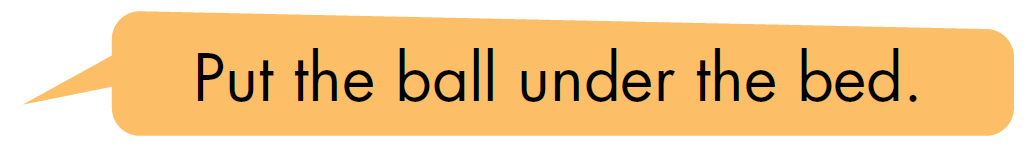 Put the ball under the bed.